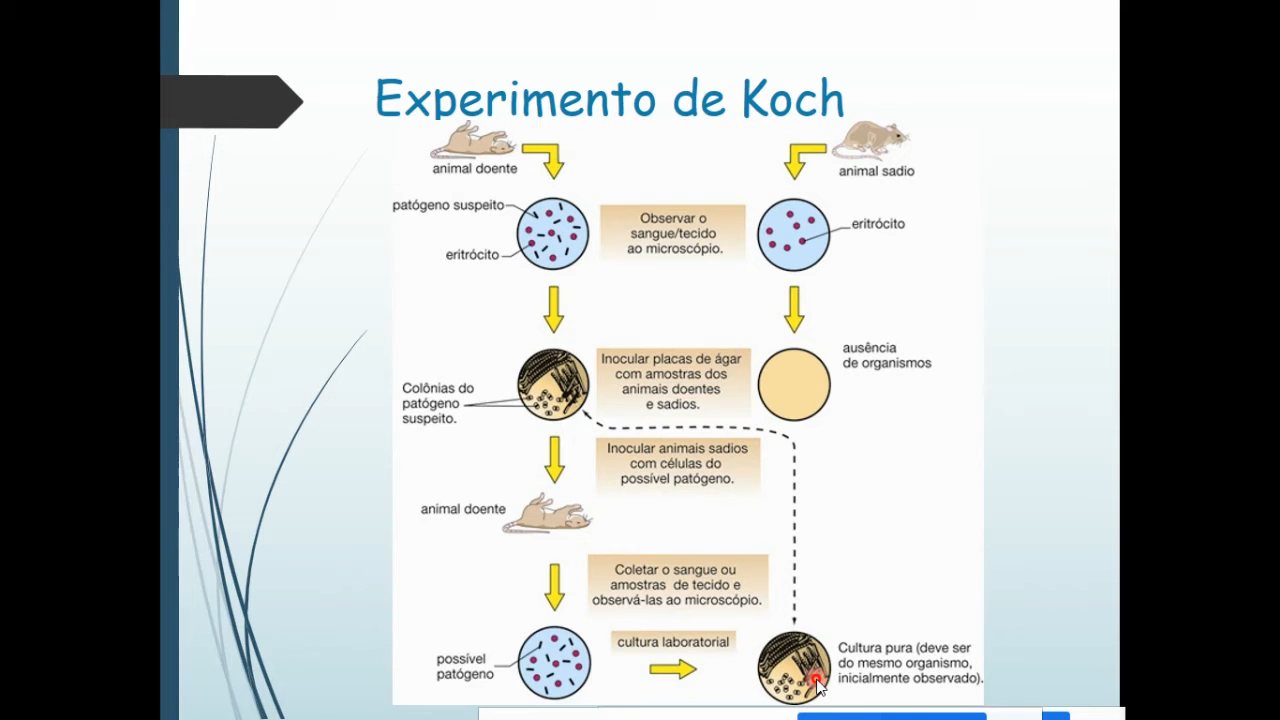 Experimento de Koch
animal doente
animal sadio
patógeno suspeito
eritrócito
Observar o
sangue/tecido
ao microscópio.
eritrócito
Colônias do
patógeno
suspeito.
Inocular placas de ágar
com amostras dos
animais doentes
e sadios.
ausência
de organismos
Inocular animais sadios
com células do
possível patógeno.
animal doente
Coletar o sangue ou
amostras de tecido e
observá-las ao microscópio.
possível
patógeno
cultura laboratorial
Cultura pura (deve ser
do mesmo organismo,
inicialmente observado).